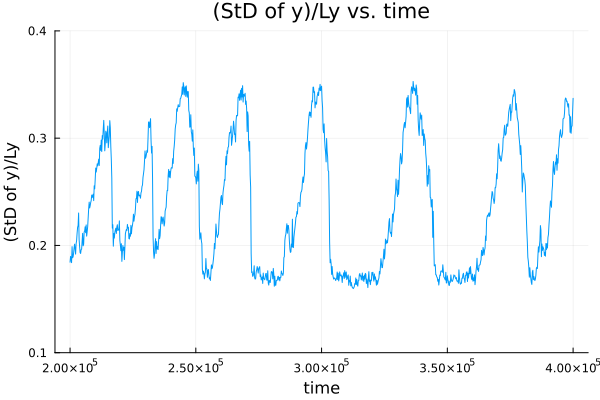 (StD of y)/Ly vs. time
(StD of y)/Ly
0.4
0.3
0.2
0.1
2.00×10⁵ 2.50×10⁵ 3.00×10⁵ 3.50×10⁵ 4.00×10⁵
time